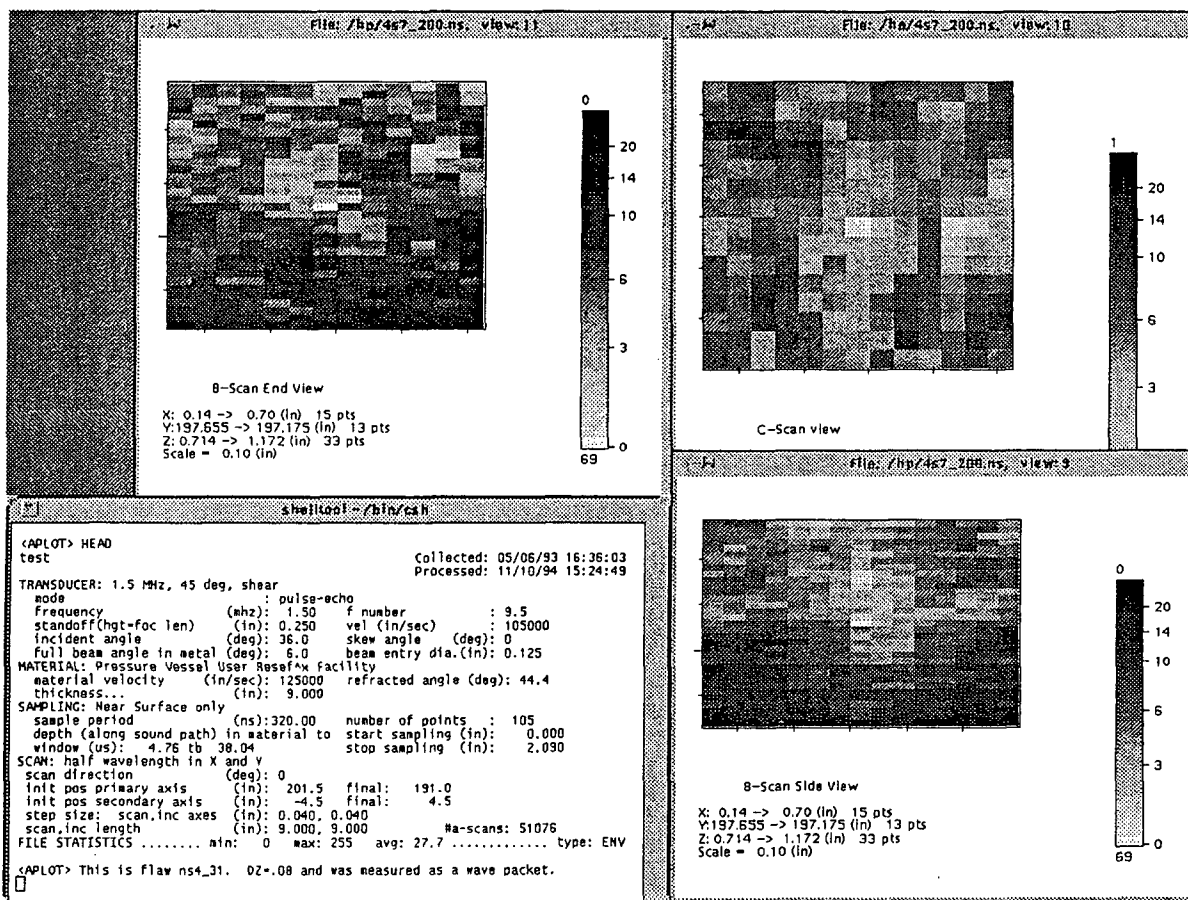 File: /hp/4s7_200.ns, view:11
0
20
14
10
6
3
0
69
B-Scan End View
X: 0.14 -> 0.70 (in) 15 pts
Y:197.655 -> 197.175 (in) 13 pts
Z:0.714 -> 1.172 (in) 33 pts
Scale = 0.10 (in)
File: /hp/4s7_200.ns, view:10
1
20
14
10
6
3
C-Scan view
File: /hp/4s7_200.ns, view:9
0
20
14
10
6
3
0
69
B-Scan Side View
X: 0.14 -> 0.70 (in) 15 pts
Y:197.655 -> 197.175 (in) 13 pts
Z:0.714 -> 1.172 (in) 33 pts
Scale = 0.10 (in)
shelltool - /bin/csh
<APLOT> HEAD
test Collected: 05/06/93 16:36:03
Processed: 11/10/94 15:24:49
TRANSDUCER: 1.5 MHz, 45 deg, shear
mode : pulse-echo
frequency (mhz): 1.50 f number : 9.5
standoff(hgt-foc len) (in): 0.250 vel (in/sec) : 105000
incident angle (deg): 36.0 skew angle (deg): 0
full beam angle in metal (deg): 6.0 beam entry dia.(in): 0.125
MATERIAL: Pressure Vessel User Facility
material velocity (in/sec): 125000 refracted angle (deg): 44.4
thickness... (in): 9.000
SAMPLING: Near Surface only
sample period (ns):320.00 number of points : 105
depth (along sound path) in material to start sampling (in): 0.000
window (us): 4.76 to 38.04 stop sampling (in): 2.090
SCAN: half wavelength in X and Y
scan direction (deg): 0
init pos primary axis (in): 201.5 final: 191.0
init pos secondary axis (in): -4.5 final: 4.5
step size: scan,inc axes (in): 0.040, 0.040
scan,inc length (in): 9.000, 9.000 #a-scans: 51076
FILE STATISTICS ........ min: 0 max: 255 avg: 27.7 ............. type: ENV
<APLOT> This is flaw ns4_31. DZ=.08 and was measured as a wave packet.